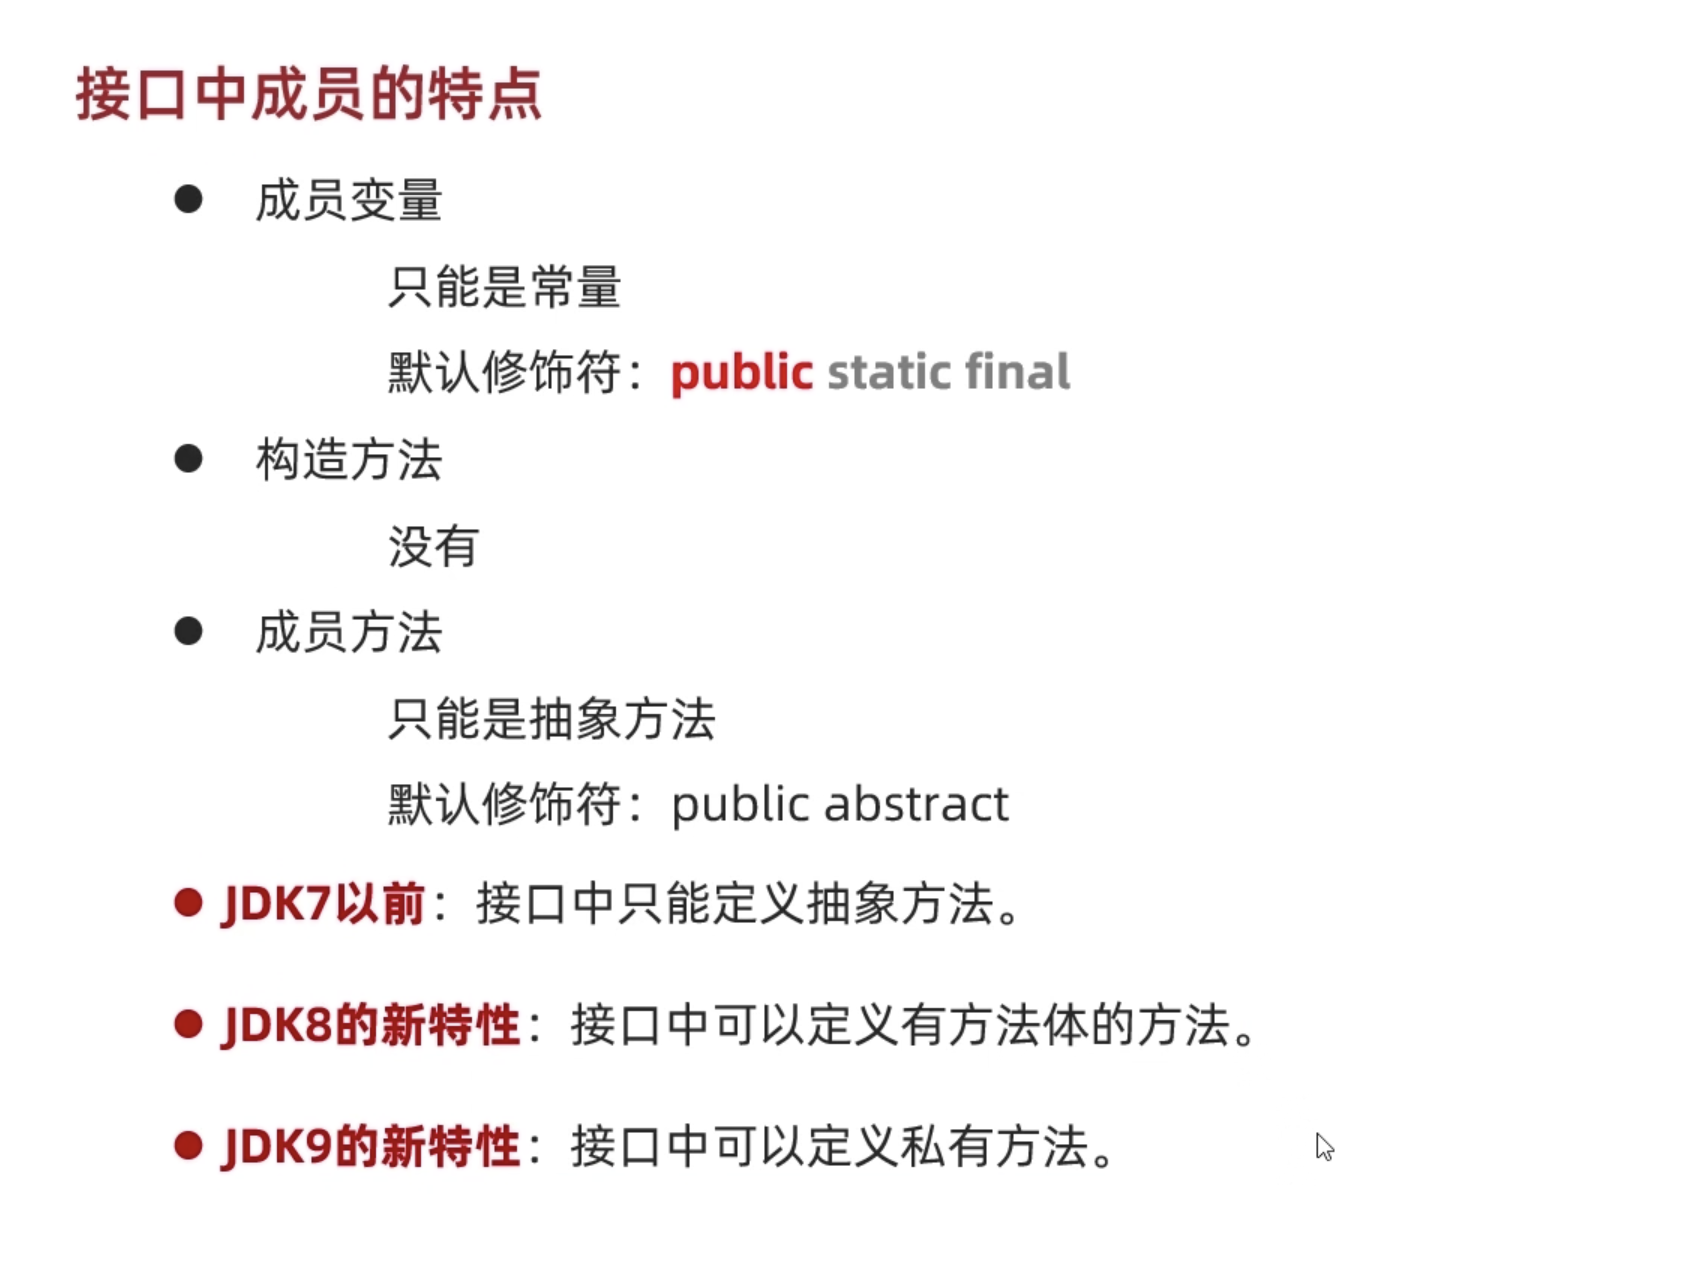 接口中成员的特点
● 成员变量
只能是常量
默认修饰符：public static final
● 构造方法
没有
● 成员方法
只能是抽象方法
默认修饰符：public abstract
● JDK7以前：接口中只能定义抽象方法。
● JDK8的新特性：接口中可以定义有方法体的方法。
● JDK9的新特性：接口中可以定义私有方法。